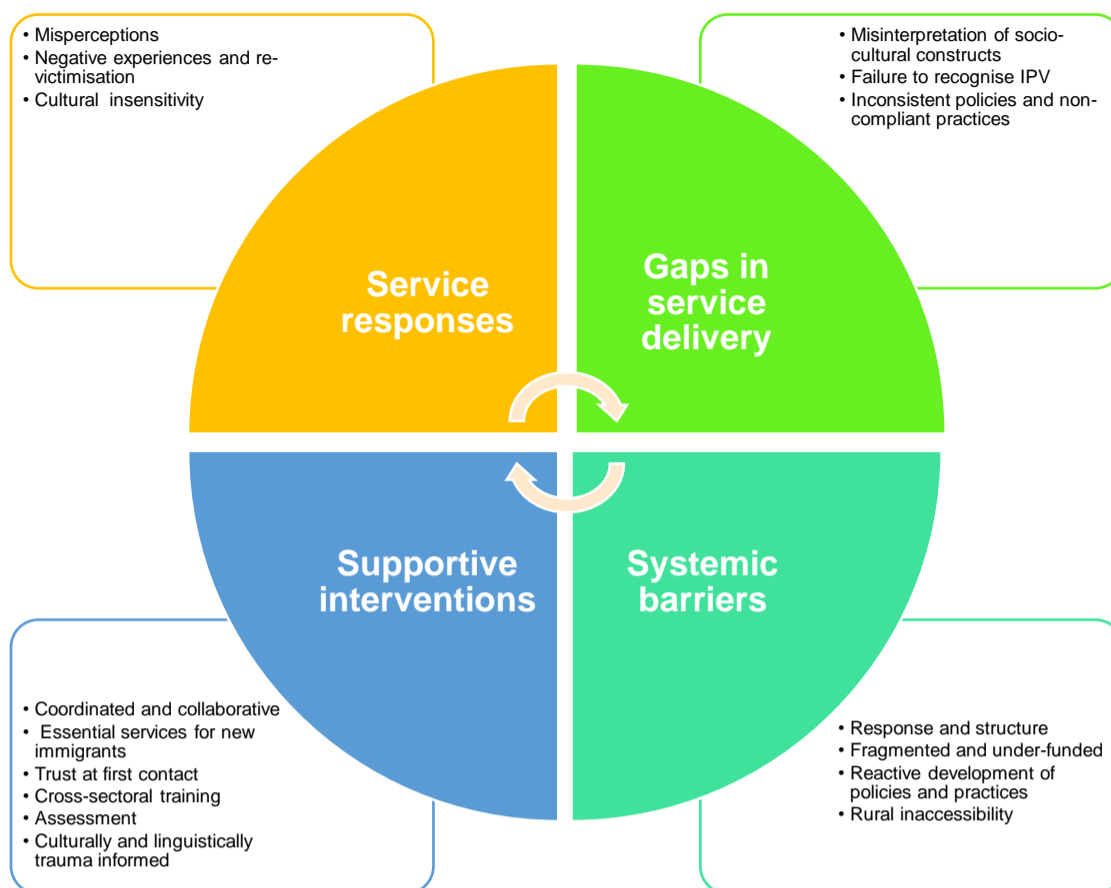 • Misperceptions
• Negative experiences and re-
victimisation
• Cultural insensitivity
• Misinterpretation of socio-
cultural constructs
• Failure to recognise IPV
• Inconsistent policies and non-
compliant practices
Service
responses
Gaps in
service
delivery
Supportive
interventions
Systemic
barriers
• Coordinated and collaborative
• Essential services for new
immigrants
• Trust at first contact
• Cross-sectoral training
• Assessment
• Culturally and linguistically
trauma informed
• Response and structure
• Fragmented and under-funded
• Reactive development of
policies and practices
• Rural inaccessibility